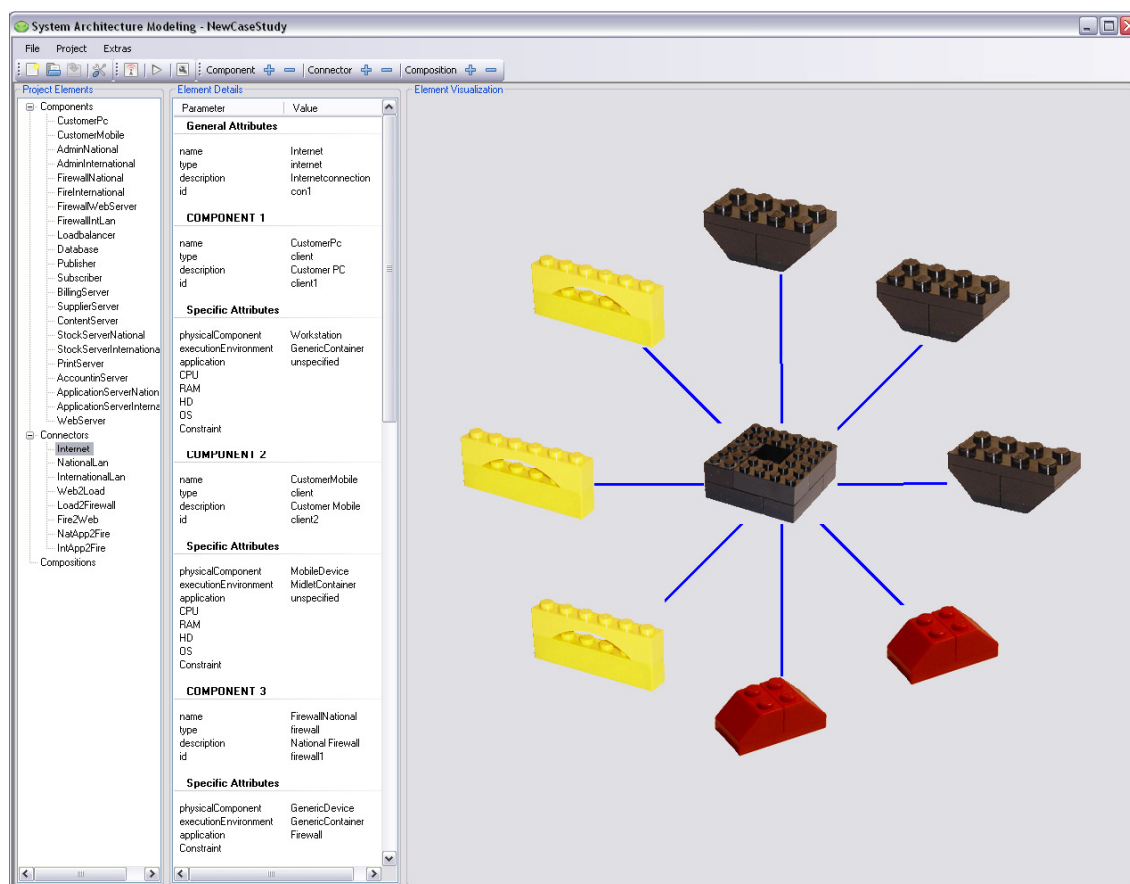 System Architecture Modeling - NewCaseStudy
File Project Extras
Component Connector Composition
Project Elements
Components
CustomerPc
CustomerMobile
AdminNational
AdminInternational
FirewallNational
FireInternational
FirewallWebServer
FirewallIntLan
Loadbalancer
Database
Publisher
Subscriber
BillingServer
SupplierServer
ContentServer
StockServerNational
StockServerInternationa
PrintServer
AccountinServer
ApplicationServerNation
ApplicationServerInterna
WebServer
Connectors
Internet
NationalLan
InternationalLan
Web2Load
Load2Firewall
Fire2Web
NatApp2Fire
IntApp2Fire
Compositions
Element Details
Parameter Value
General Attributes
name Internet
type internet
description Internetconnection
id con1
COMPONENT 1
name CustomerPc
type client
description Customer PC
id client1
Specific Attributes
physicalComponent Workstation
executionEnvironment GenericContainer
application unspecified
CPU
RAM
HD
OS
Constraint
COMPONENT 2
name CustomerMobile
type client
description Customer Mobile
id client2
Specific Attributes
physicalComponent MobileDevice
executionEnvironment MidletContainer
application unspecified
CPU
RAM
HD
OS
Constraint
COMPONENT 3
name FirewallNational
type firewall
description National Firewall
id firewall1
Specific Attributes
physicalComponent GenericDevice
executionEnvironment GenericContainer
application Firewall
Constraint
Element Visualization